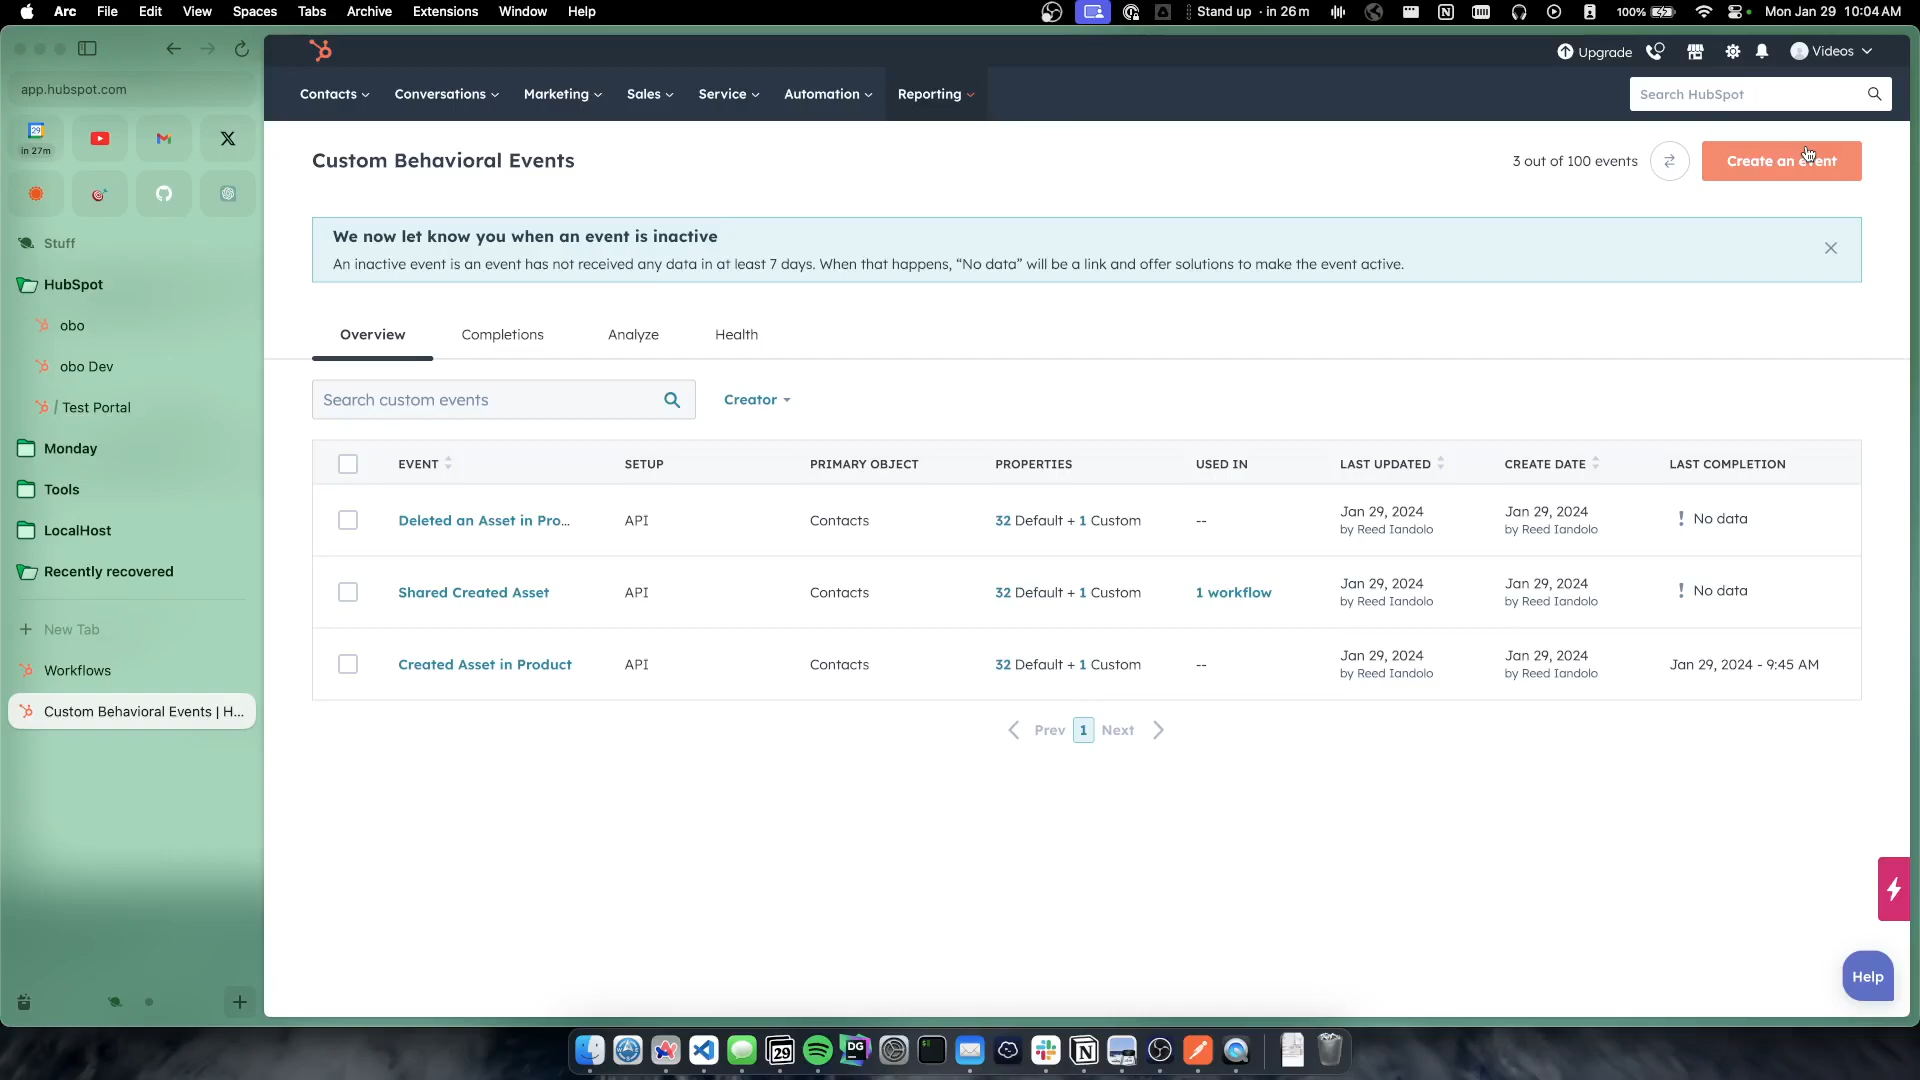 Arc File Edit View Spaces Tabs Archive Extensions Window Help Stand up · in 26 m 100% Mon Jan 29 10:04 AM
app.hubspot.com
29
in 27m
Stuff
HubSpot
obo
obo Dev
/ Test Portal
Monday
Tools
LocalHost
Recently recovered
New Tab
Workflows
Custom Behavioral Events | H...
Upgrade
Videos
Contacts Conversations Marketing Sales Service Automation Reporting
Search HubSpot
Custom Behavioral Events
3 out of 100 events
Create an event
We now let know you when an event is inactive
An inactive event is an event has not received any data in at least 7 days. When that happens, “No data” will be a link and offer solutions to make the event active.
Overview Completions Analyze Health
Search custom events
Creator
EVENT SETUP PRIMARY OBJECT PROPERTIES USED IN LAST UPDATED CREATE DATE LAST COMPLETION
Deleted an Asset in Pro... API Contacts 32 Default + 1 Custom -- Jan 29, 2024 Jan 29, 2024 ! No data
by Reed Iandolo by Reed Iandolo
Shared Created Asset API Contacts 32 Default + 1 Custom 1 workflow Jan 29, 2024 Jan 29, 2024 ! No data
by Reed Iandolo by Reed Iandolo
Created Asset in Product API Contacts 32 Default + 1 Custom -- Jan 29, 2024 Jan 29, 2024 Jan 29, 2024 - 9:45 AM
by Reed Iandolo by Reed Iandolo
Prev 1 Next
Help
29
DG